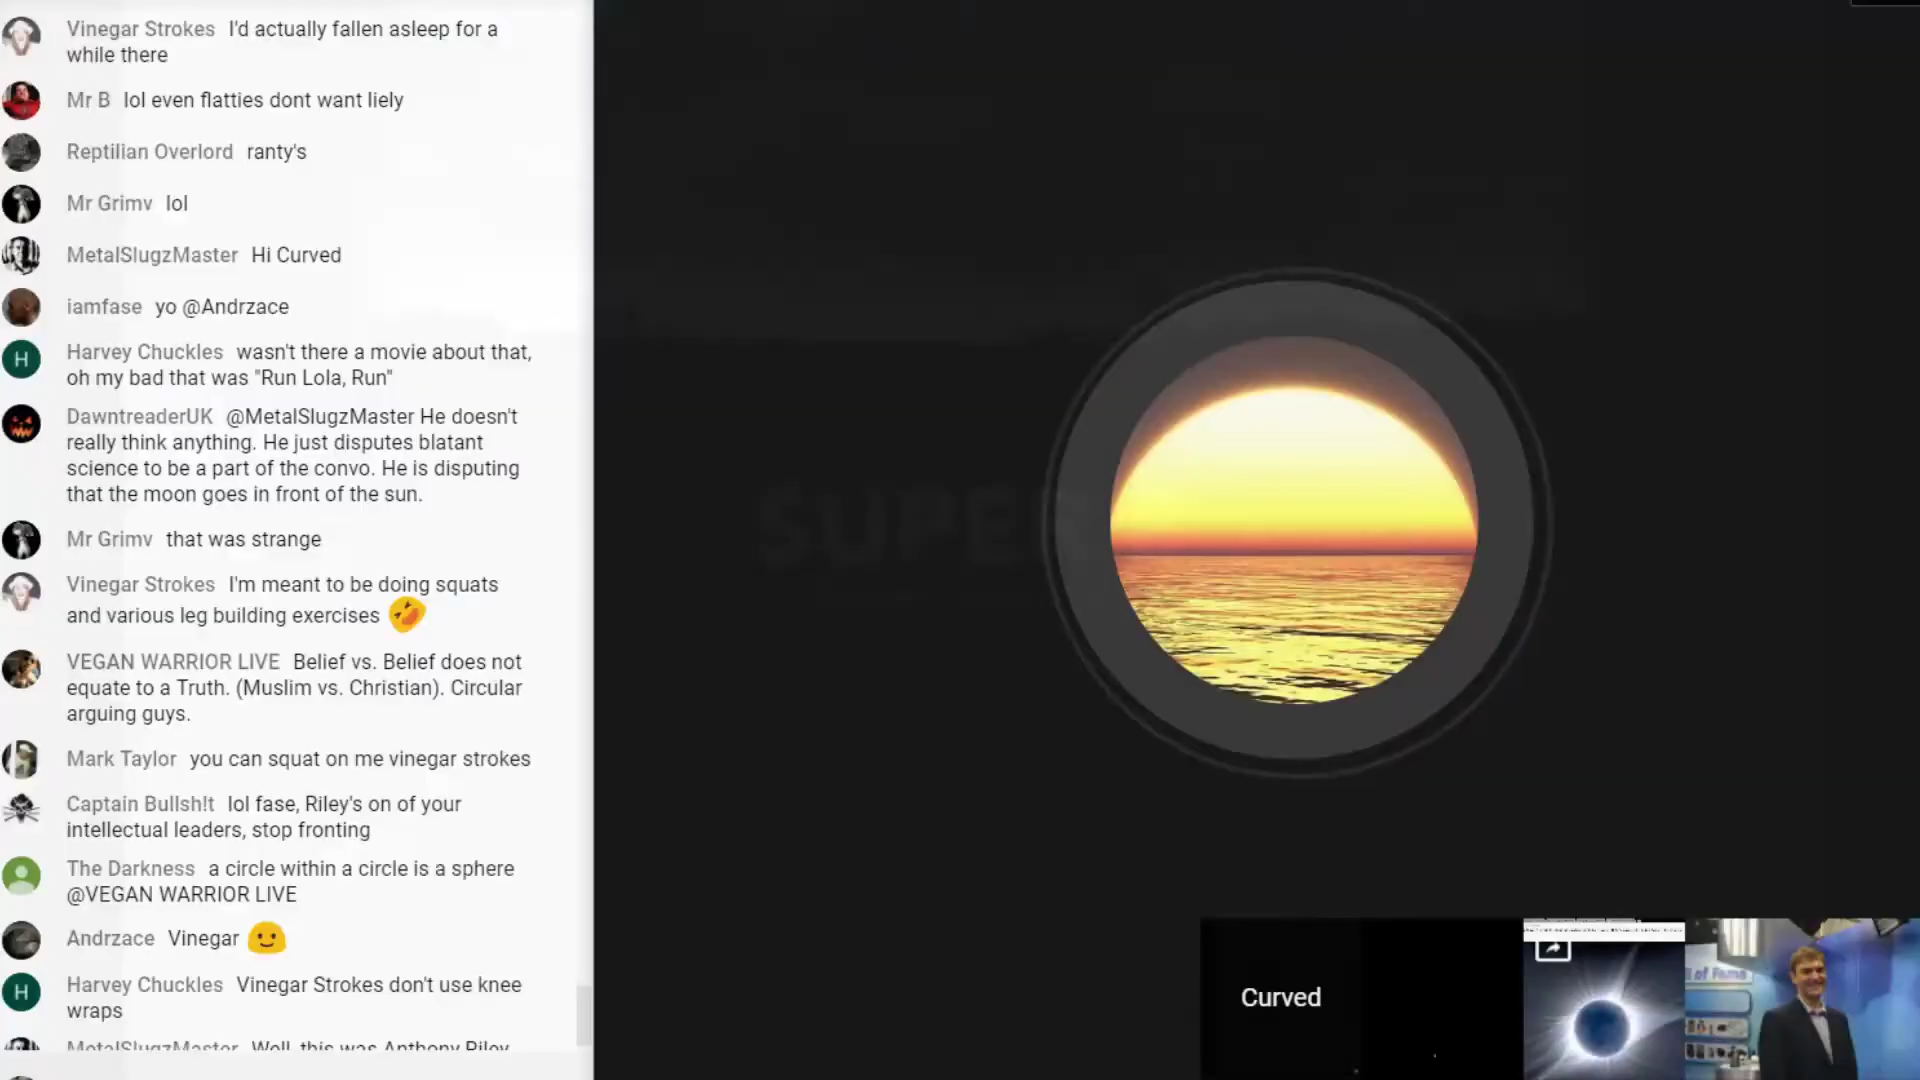 Vinegar Strokes I'd actually fallen asleep for a
while there
Mr B lol even flatties dont want liely
Reptilian Overlord ranty's
Mr Grimv lol
MetalSlugzMaster Hi Curved
iamfase yo @Andrzace
H
Harvey Chuckles wasn't there a movie about that,
oh my bad that was "Run Lola, Run"
DawntreaderUK @MetalSlugzMaster He doesn't
really think anything. He just disputes blatant
science to be a part of the convo. He is disputing
that the moon goes in front of the sun.
Mr Grimv that was strange
Vinegar Strokes I'm meant to be doing squats
and various leg building exercises 🤣
VEGAN WARRIOR LIVE Belief vs. Belief does not
equate to a Truth. (Muslim vs. Christian). Circular
arguing guys.
Mark Taylor you can squat on me vinegar strokes
Captain Bullsh!t lol fase, Riley's on of your
intellectual leaders, stop fronting
The Darkness a circle within a circle is a sphere
@VEGAN WARRIOR LIVE
Andrzace Vinegar 🙂
H
Harvey Chuckles Vinegar Strokes don't use knee
wraps
MetalSlugzMaster Well, this was Anthony Riley
SUPER
Curved
of Fame